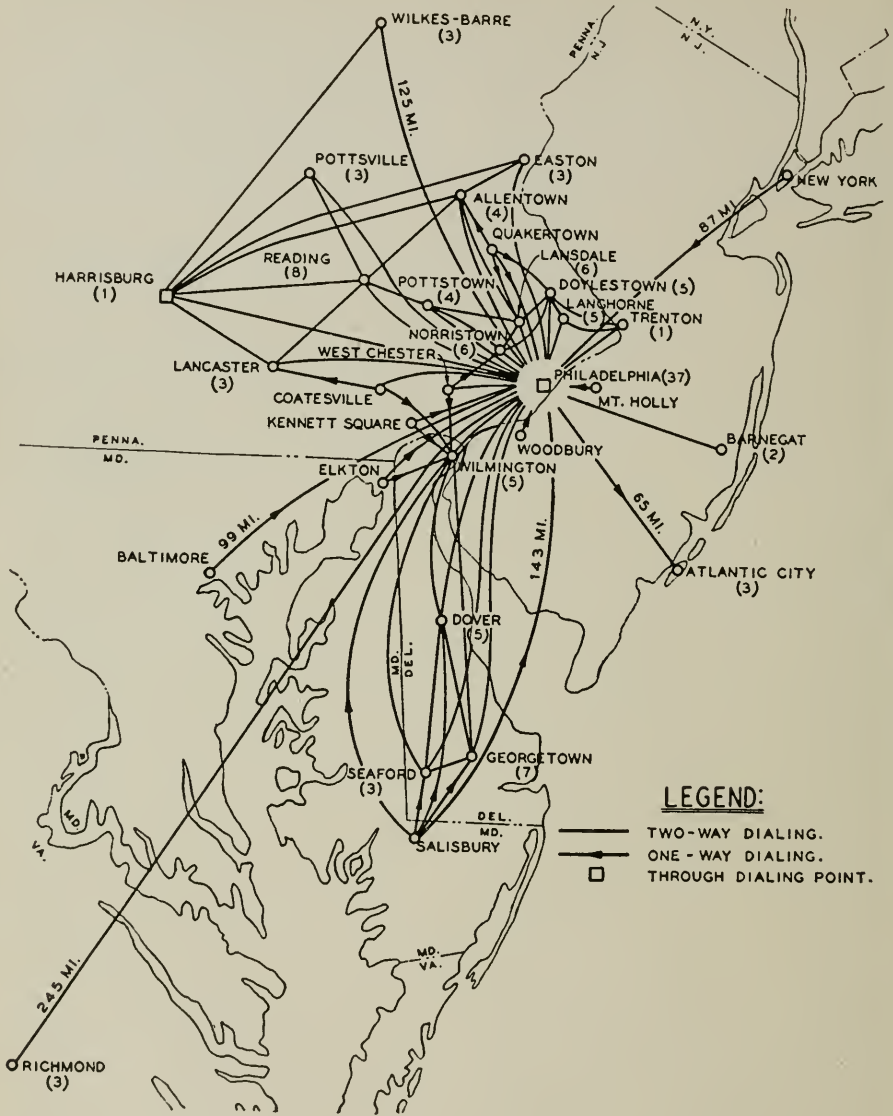 WILKES-BARRE
(3)
N.Y.
N.J.
PENNA.
N.J.
125 MI.
POTTSVILLE
(3)
EASTON
(3)
NEW YORK
ALLENTOWN
(4)
87 MI.
QUAKERTOWN
LANSDALE
(6)
READING
(8)
HARRISBURG
(1)
POTTSTOWN
(4)
DOYLESTOWN (5)
LANGHORNE
(5)
TRENTON
(1)
NORRISTOWN
(6)
WEST CHESTER
LANCASTER
(3)
COATESVILLE
PHILADELPHIA (37)
MT. HOLLY
KENNETT SQUARE
WOODBURY
BARNEGAT
(2)
PENNA.
MD.
ELKTON
WILMINGTON
(5)
99 MI.
65 MI.
143 MI.
BALTIMORE
ATLANTIC CITY
(3)
DOVER
(5)
MD.
DEL.
GEORGETOWN
(7)
SEAFORD
(3)
DEL.
MD.
SALISBURY
MD.
VA.
LEGEND:
TWO-WAY DIALING.
ONE-WAY DIALING.
THROUGH DIALING POINT.
MD.
VA.
245 MI.
RICHMOND
(3)